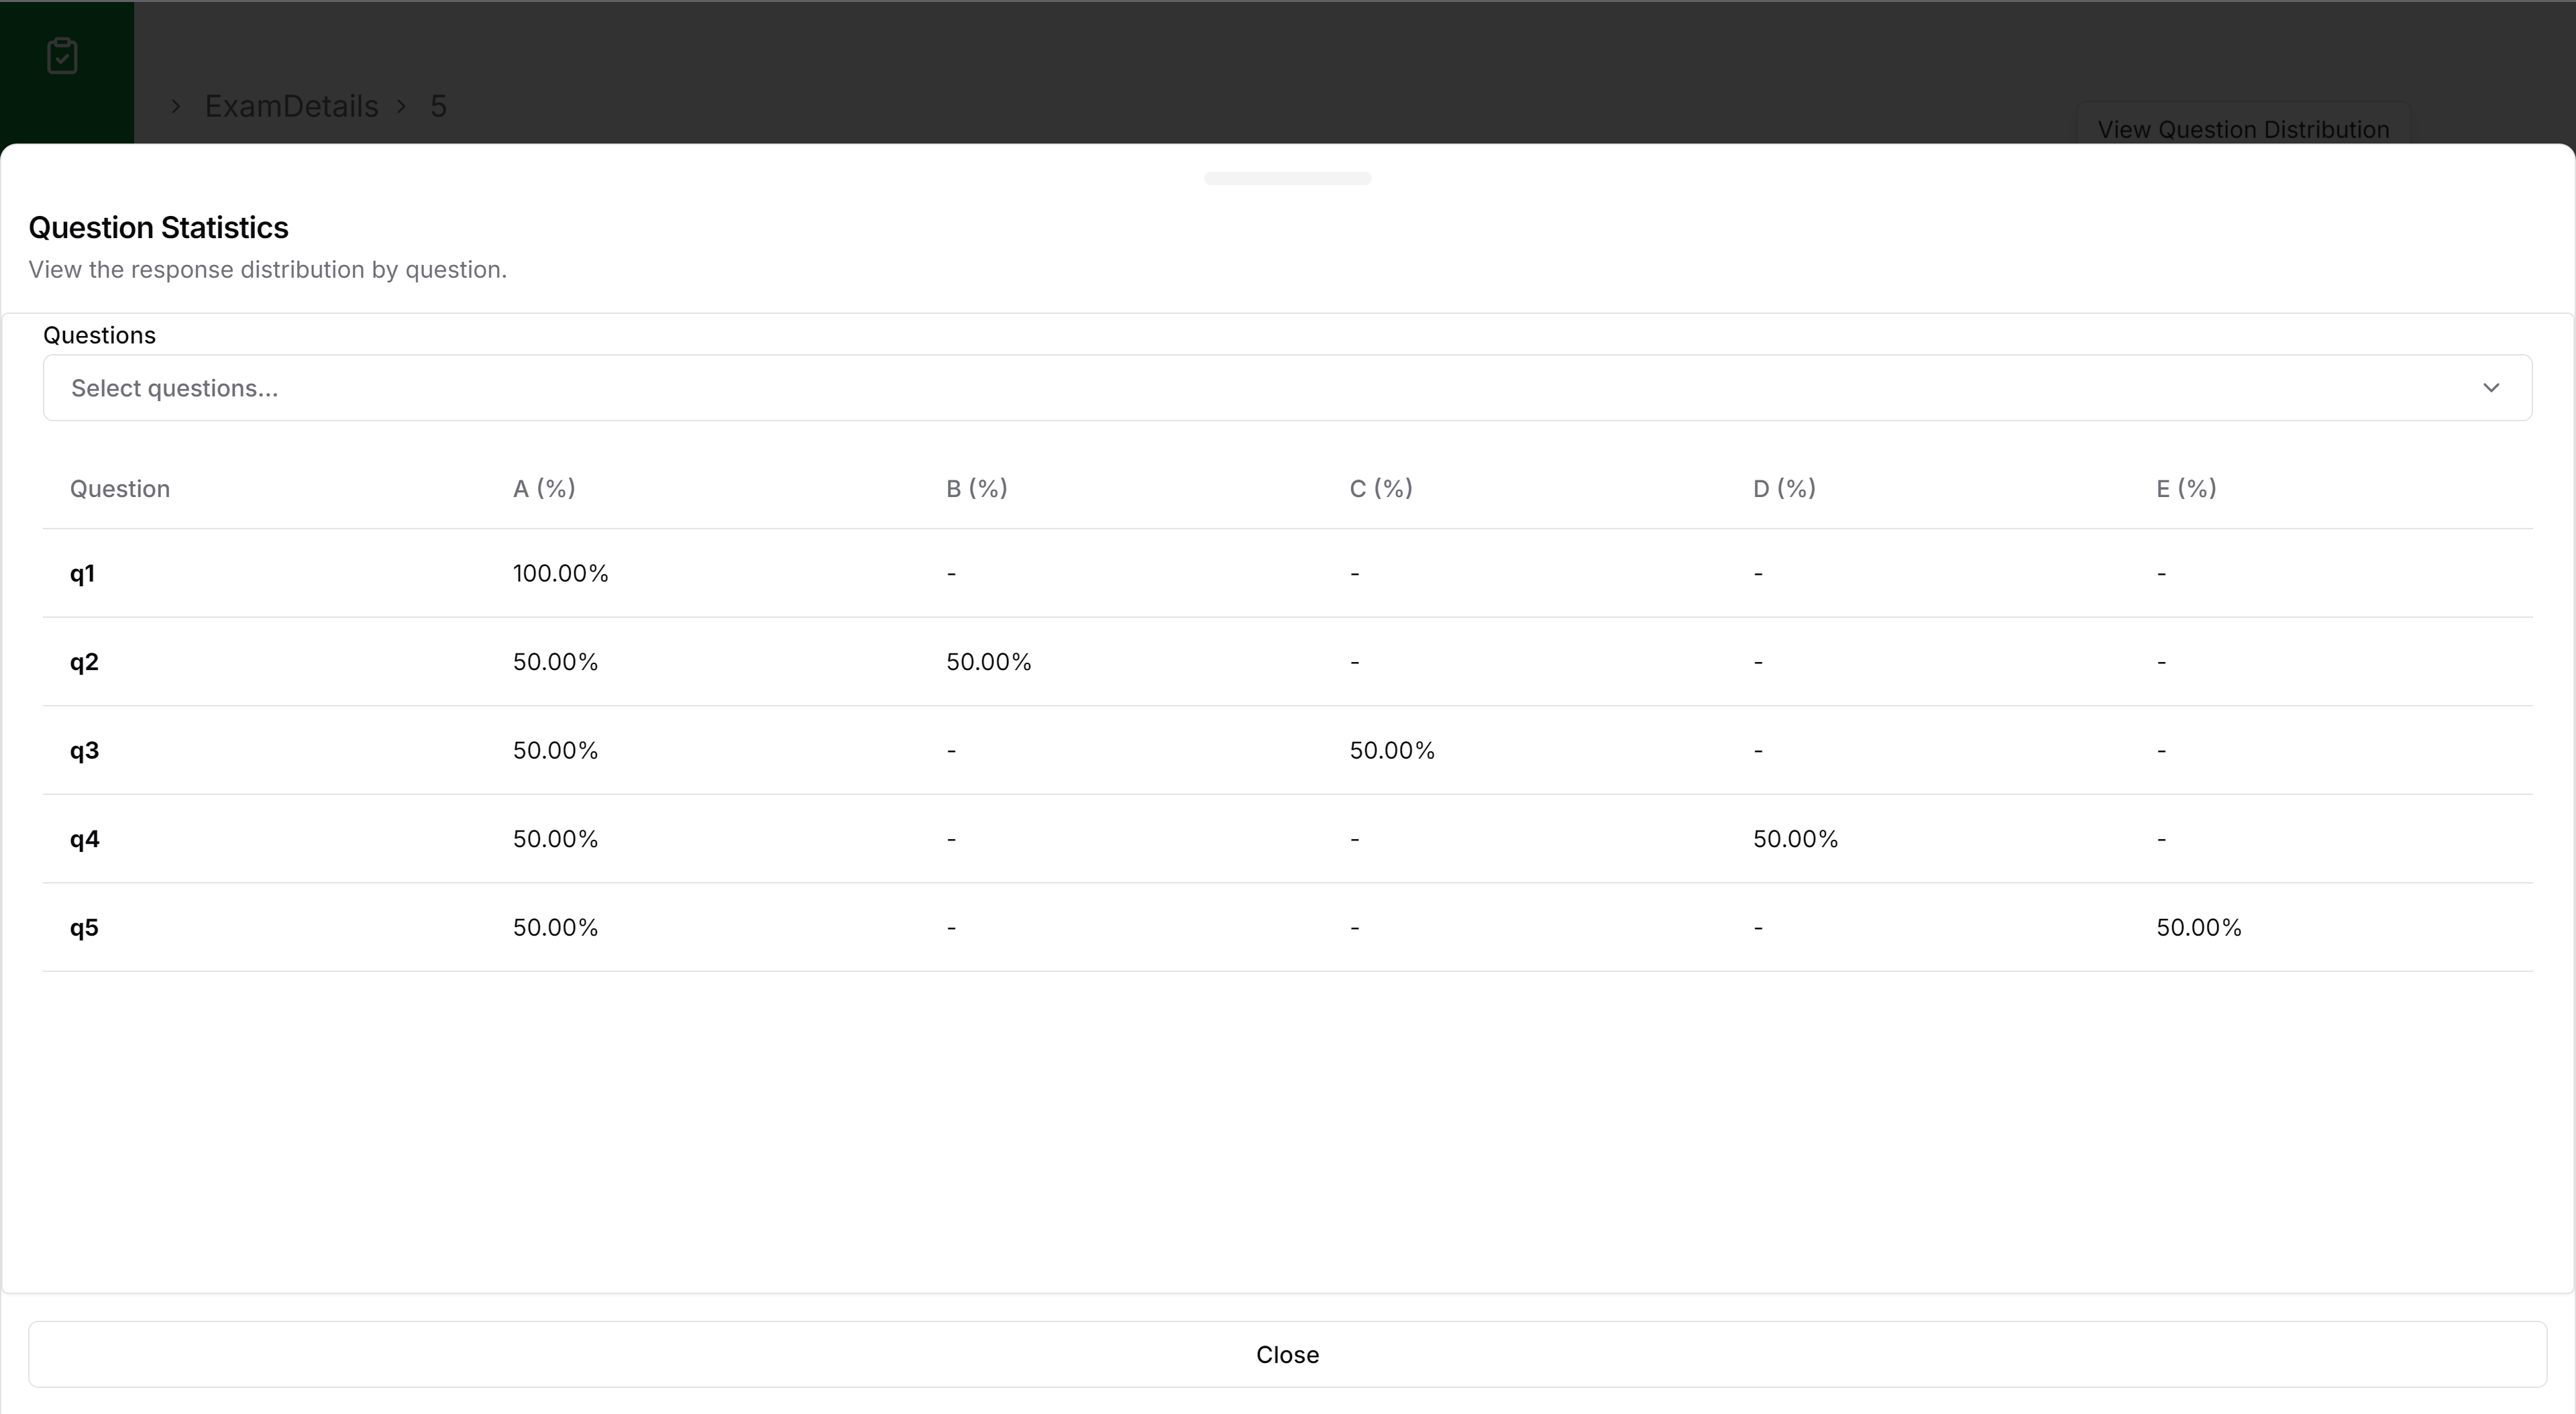 ExamDetails 5
View Question Distribution
Question Statistics
View the response distribution by question.
Questions
Select questions...
Question A (%) B (%) C (%) D (%) E (%)
q1 100.00% - - - -
q2 50.00% 50.00% - - -
q3 50.00% - 50.00% - -
q4 50.00% - - 50.00% -
q5 50.00% - - - 50.00%
Close